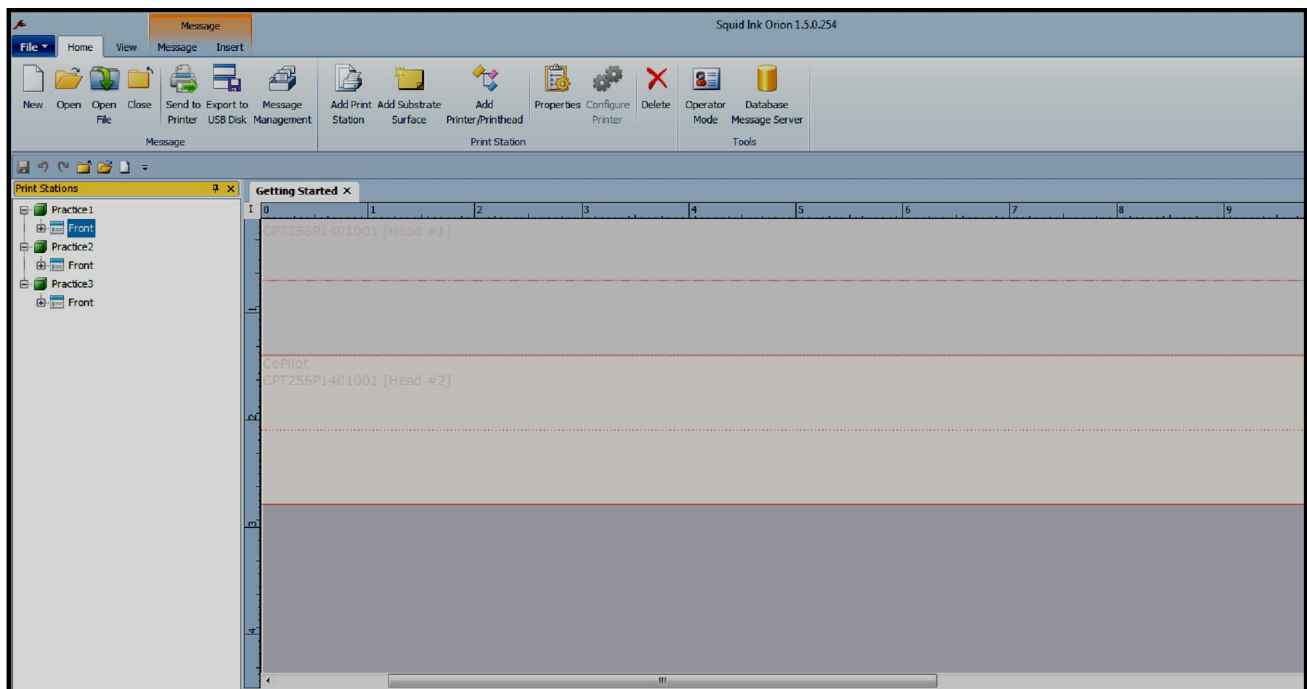 Message
Squid Ink Orion 1.5.0.254
File Home View Message Insert
New Open Open File Close Send to Printer Export to USB Disk Message Management Add Print Station Add Substrate Surface Add Printer/Printhead Properties Configure Printer Delete Operator Mode Database Message Server
Message Print Station Tools
Print Stations
Getting Started
I 0 1 2 3 4 5 6 7 8 9
Practice1
Front
Practice2
Front
Practice3
Front
CPT256P1401001 [Head #1]
1
CoPilot
CPT256P1401001 [Head #2]
2
3
4